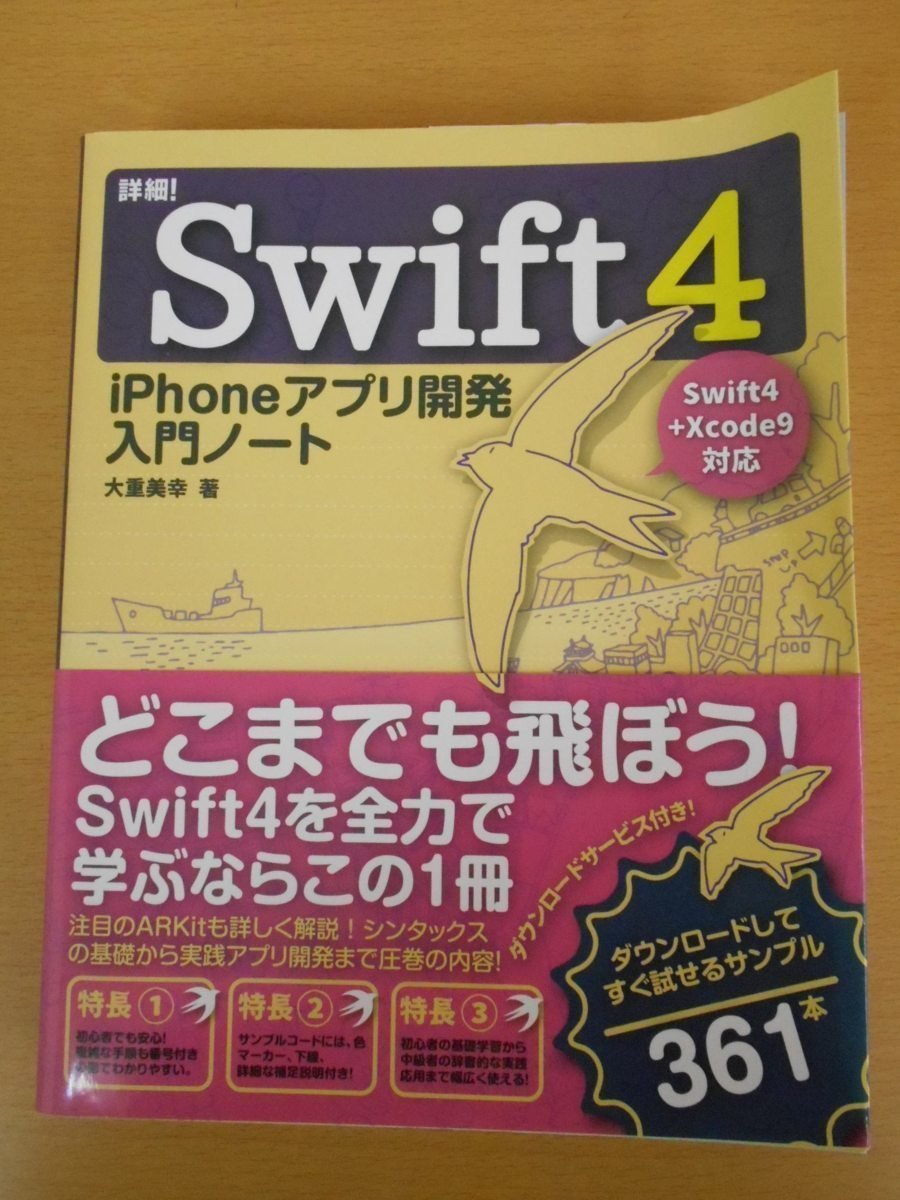 詳細!
Swift 4
iPhoneアプリ開発
入門ノート
大重美幸 著
Swift4
+Xcode9
対応
snap
どこまでも飛ぼう!
Swift4を全力で
学ぶならこの1冊
注目のARKitも詳しく解説!シンタックス
の基礎から実践アプリ開発まで圧巻の内容!
ダウンロードサービス付き!
ダウンロードして
すぐ試せるサンプル
361本
特長①
初心者でも安心!
複雑な手順も番号付き
でわかりやすい。
特長②
サンプルコードには、色
マーカー、下線、
詳細な補足説明付き!
特長③
初心者の基礎学習から
中級者の辞書的な実践
応用まで幅広く使える!